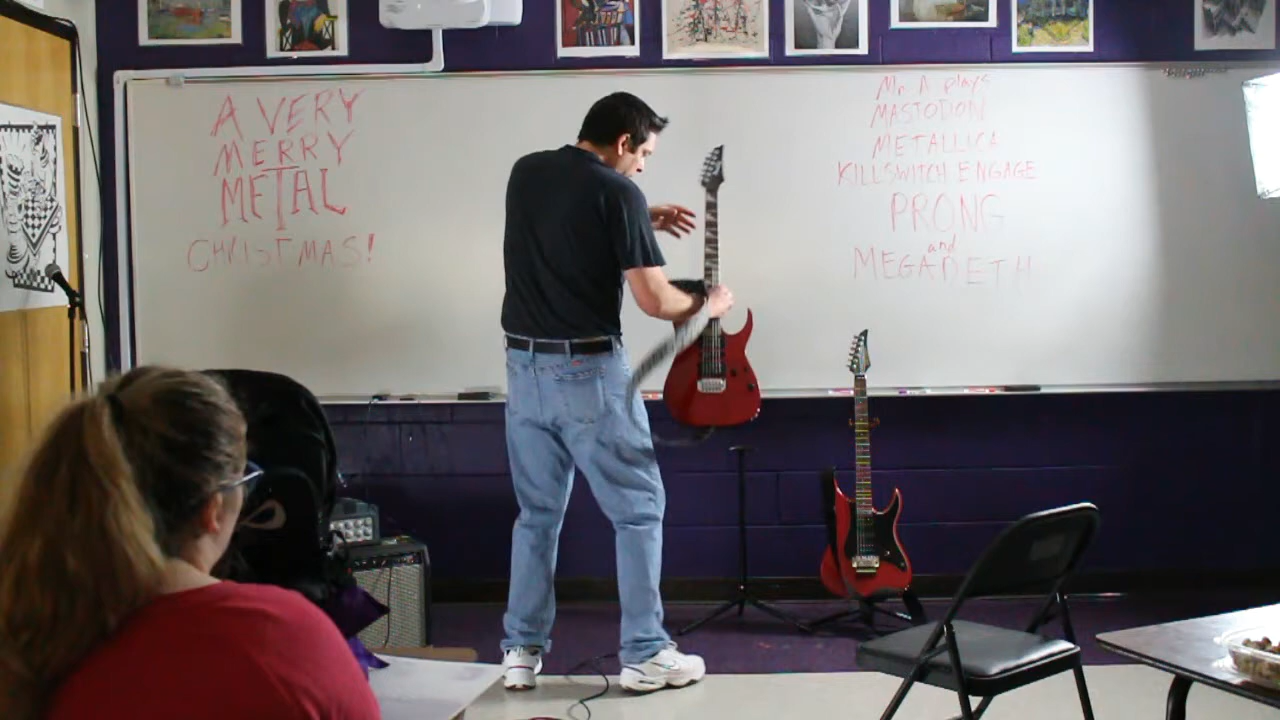 A VERY
MERRY
METAL
CHRISTMAS!
Mr. A plays
MASTODON
METALLICA
KILLSWITCH ENGAGE
PRONG
and
MEGADETH